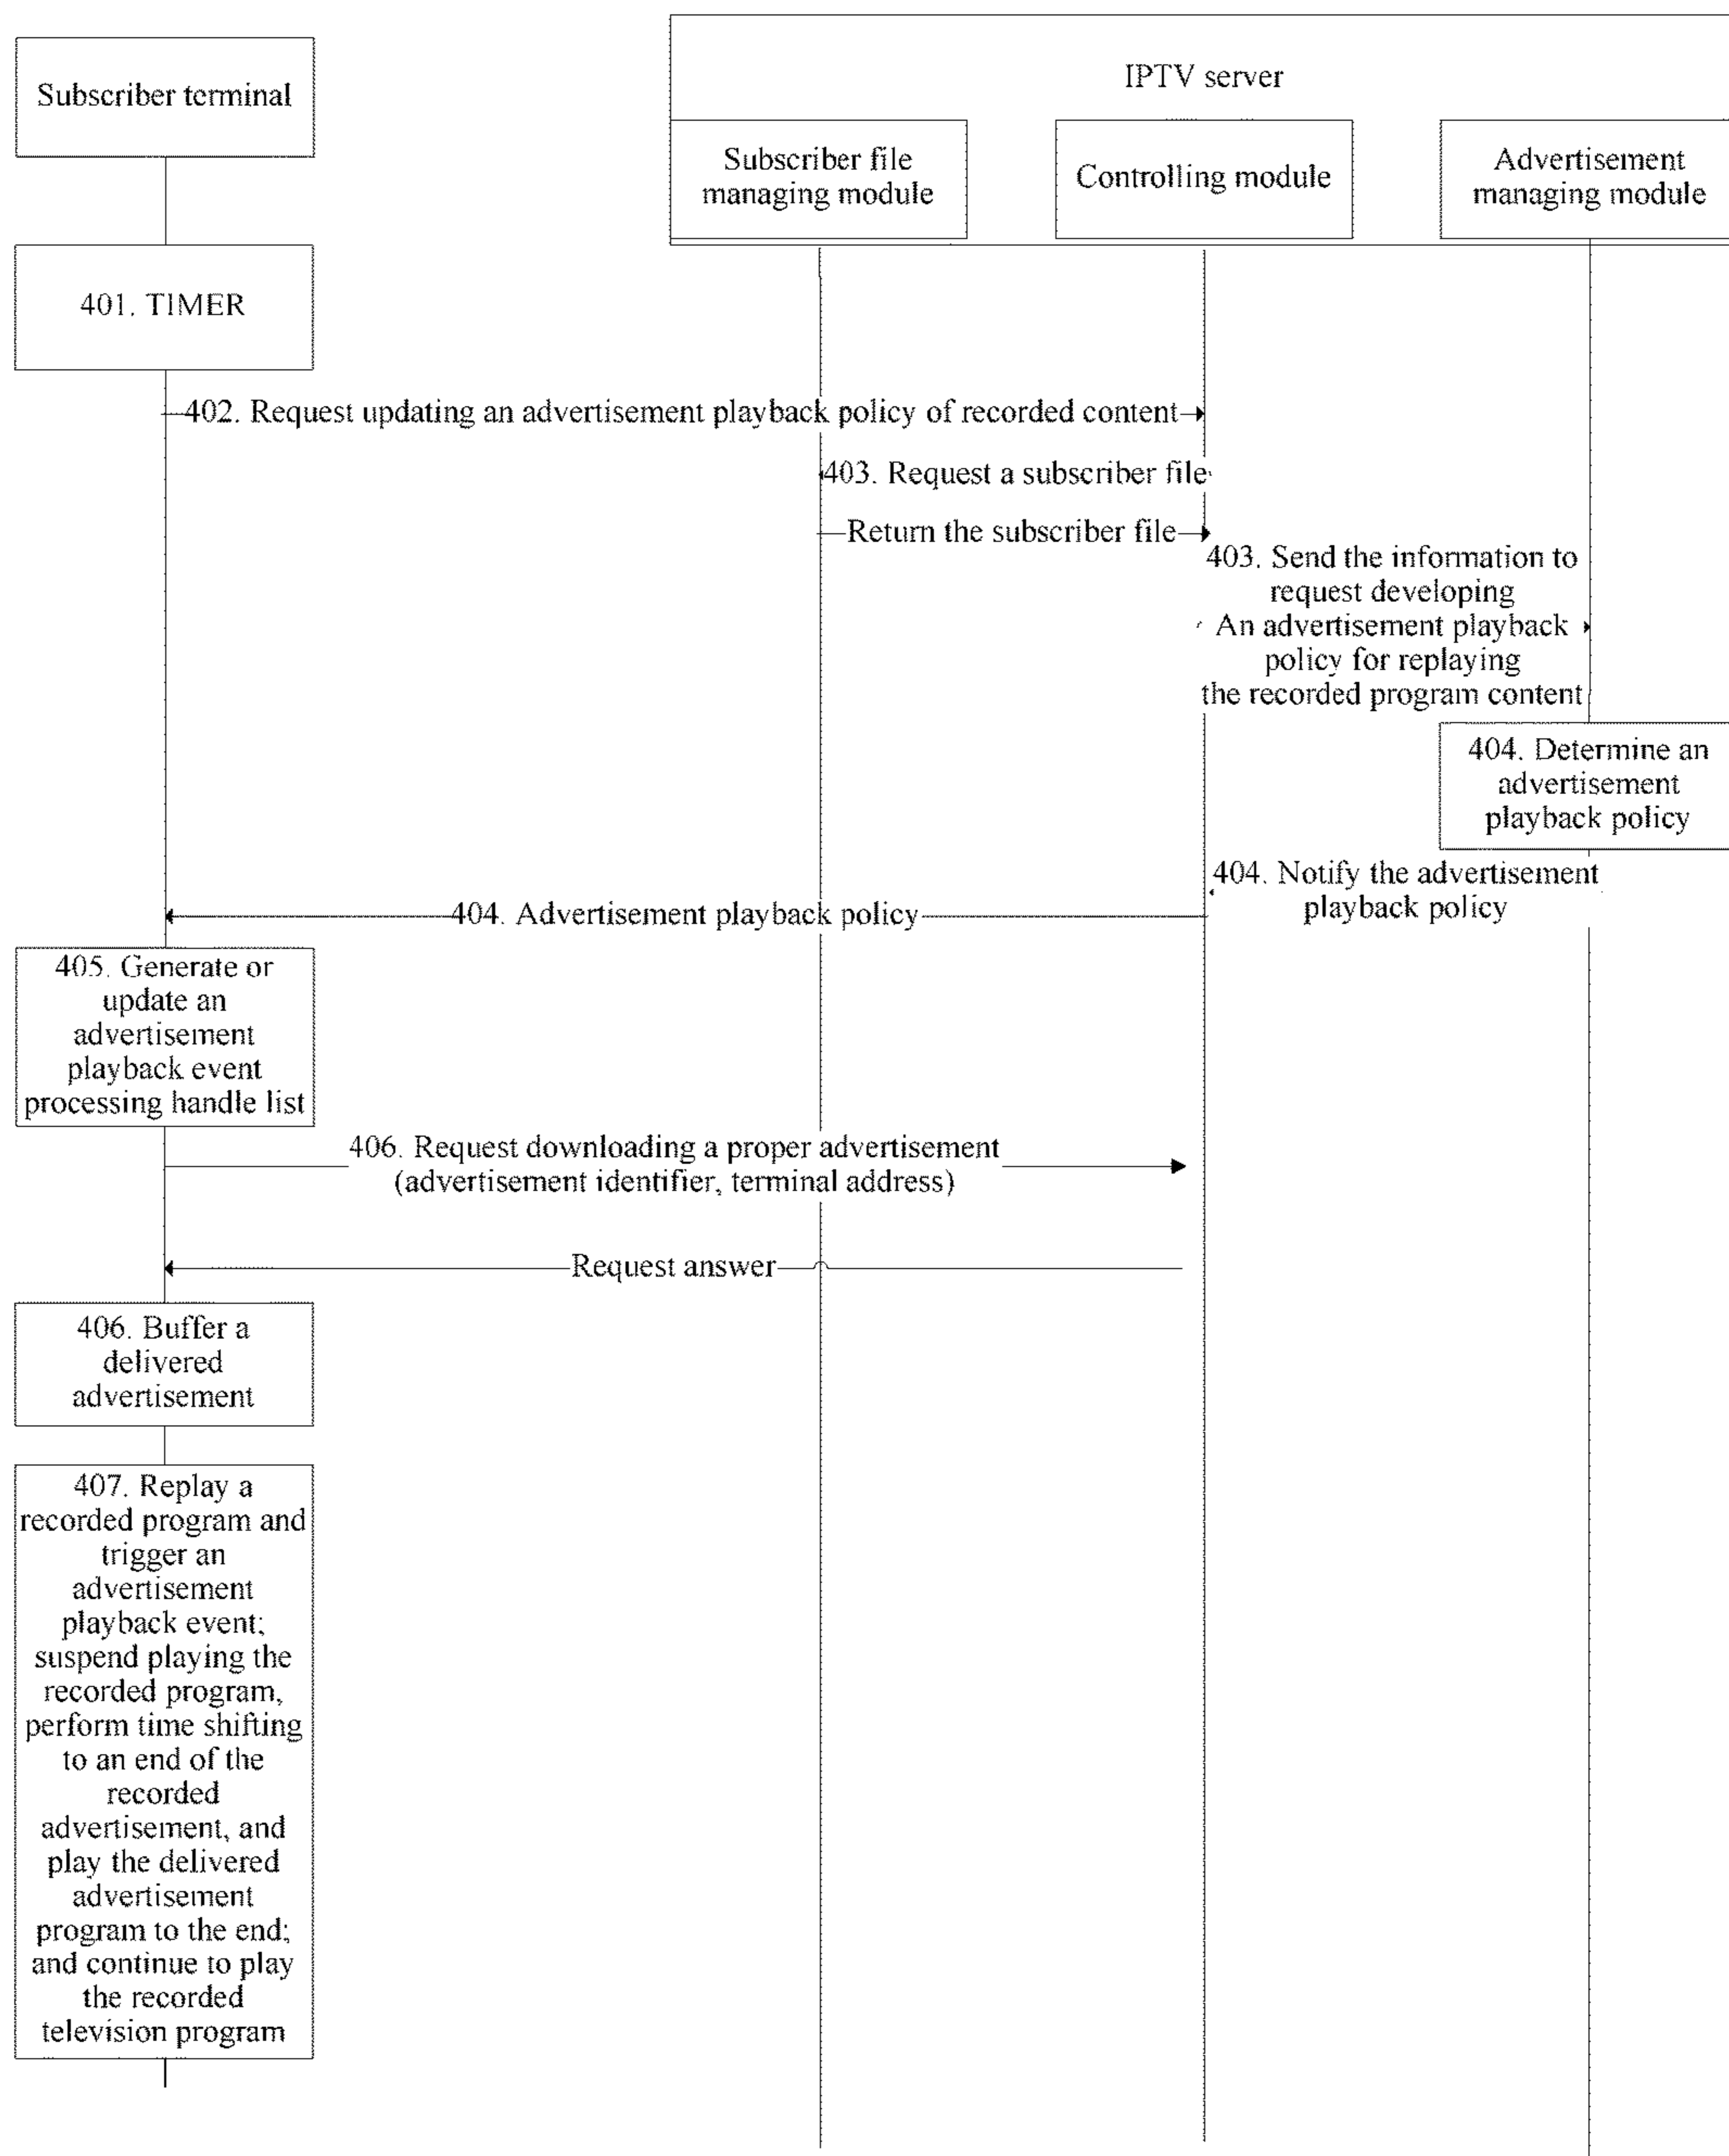 Subscriber terminal
IPTV server
Subscriber file
managing module
Controlling module
Advertisement
managing module
401. TIMER
402. Request updating an advertisement playback policy of recorded content
403. Request a subscriber file
Return the subscriber file
403. Send the information to
request developing
An advertisement playback
policy for replaying
the recorded program content
404. Determine an
advertisement
playback policy
404. Notify the advertisement
playback policy
404. Advertisement playback policy
405. Generate or
update an
advertisement
playback event
processing handle list
406. Request downloading a proper advertisement
(advertisement identifier, terminal address)
Request answer
406. Buffer a
delivered
advertisement
407. Replay a
recorded program and
trigger an
advertisement
playback event;
suspend playing the
recorded program,
perform time shifting
to an end of the
recorded
advertisement, and
play the delivered
advertisement
program to the end;
and continue to play
the recorded
television program